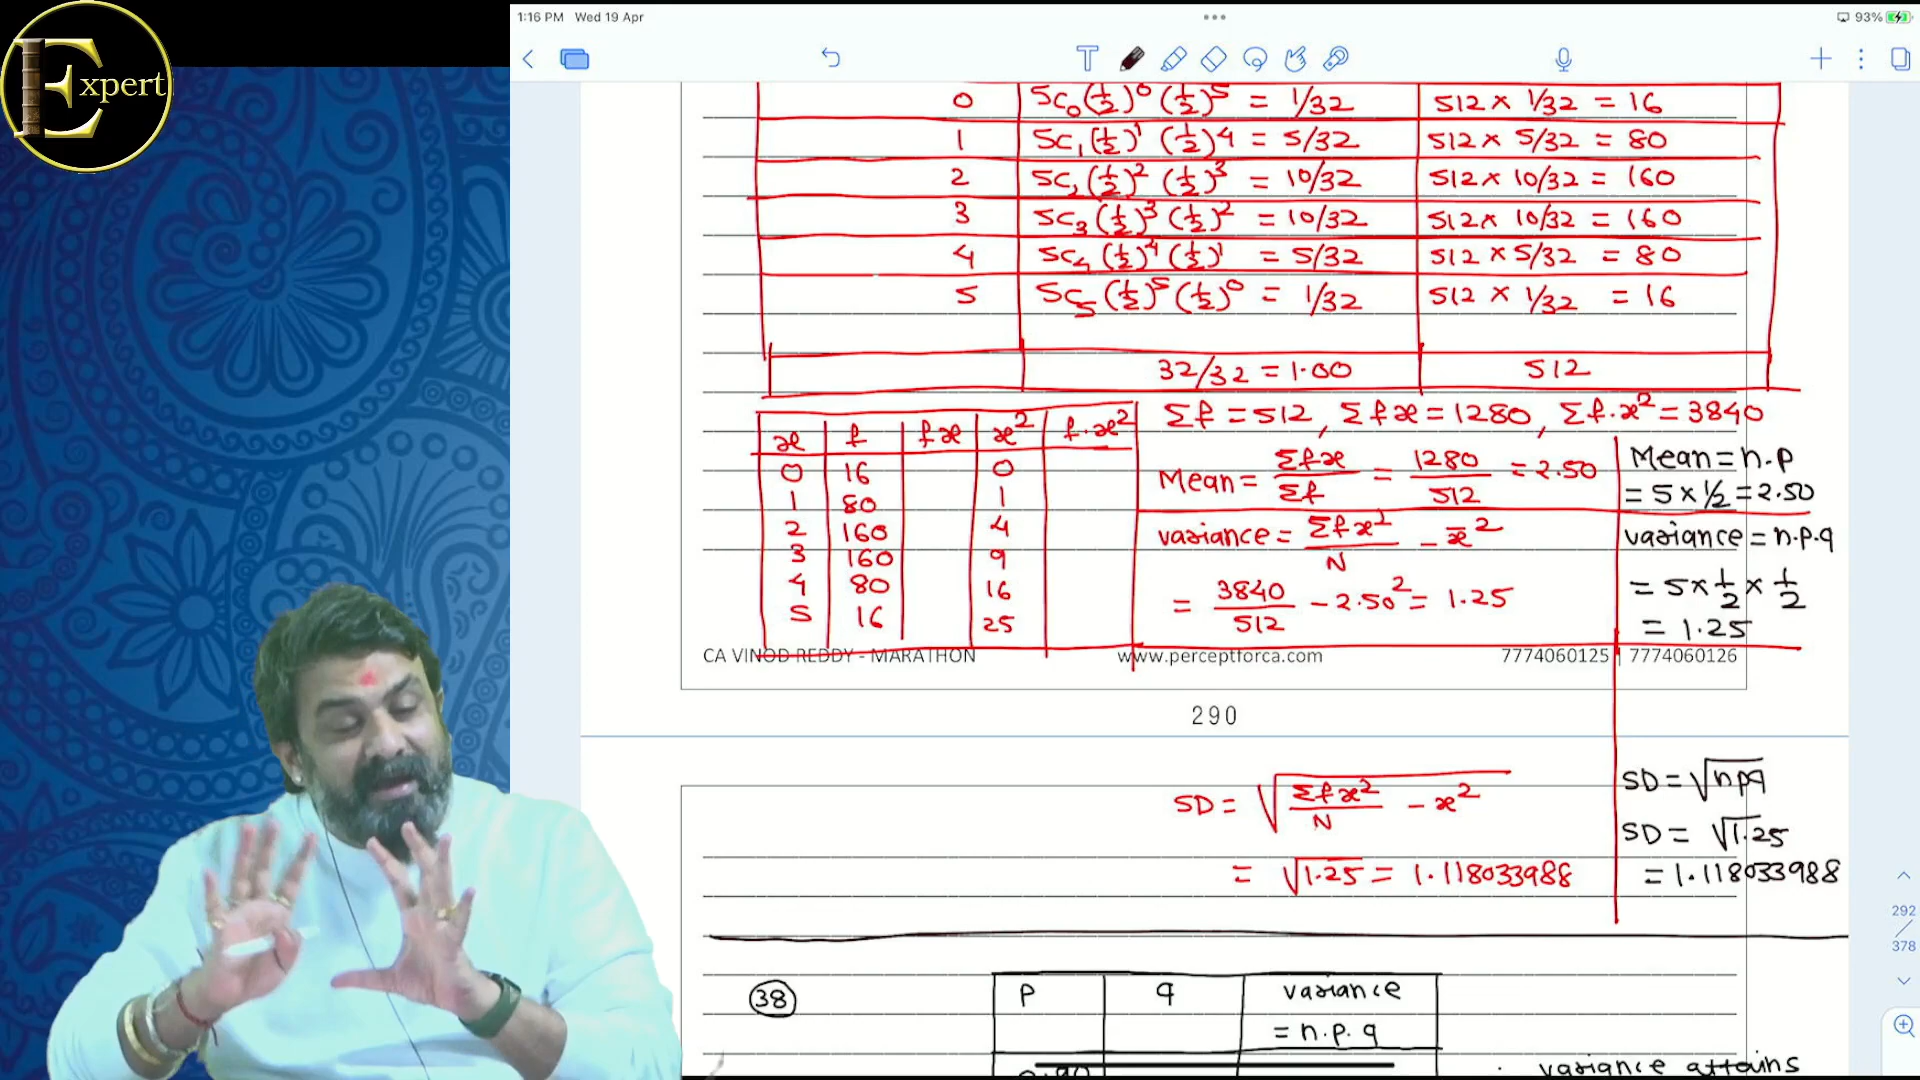 1:16 PM Wed 19 Apr
93%
Expert
0 5C₀(1/2)⁰(1/2)⁵ = 1/32 512 × 1/32 = 16
1 5C₁(1/2)¹(1/2)4 = 5/32 512 × 5/32 = 80
2 5C₂(1/2)²(1/2)³ = 10/32 512 × 10/32 = 160
3 5C₃(1/2)³(1/2)² = 10/32 512 × 10/32 = 160
4 5C₄(1/2)⁴(1/2)¹ = 5/32 512 × 5/32 = 80
5 5C₅(1/2)⁵(1/2)⁰ = 1/32 512 × 1/32 = 16
32/32 = 1.00 512
Σf = 512, Σfx = 1280, Σf.x² = 3840
x f fx x² f.x²
0 16 0
1 80 1
2 160 4
3 160 9
4 80 16
5 16 25
Mean = Σfx/Σf = 1280/512 = 2.50
variance = Σfx²/N − x̄²
= 3840/512 − 2.50² = 1.25
Mean = n.p
= 5 × 1/2 = 2.50
variance = n.p.q
= 5 × 1/2 × 1/2
= 1.25
CA VINOD REDDY - MARATHON www.perceptforca.com 7774060125 | 7774060126
290
SD = √(Σfx²/N − x²)
= √1.25 = 1.118033988
SD = √npq
SD = √1.25
= 1.118033988
292
378
38
p q variance
= n.p.q
variance attains